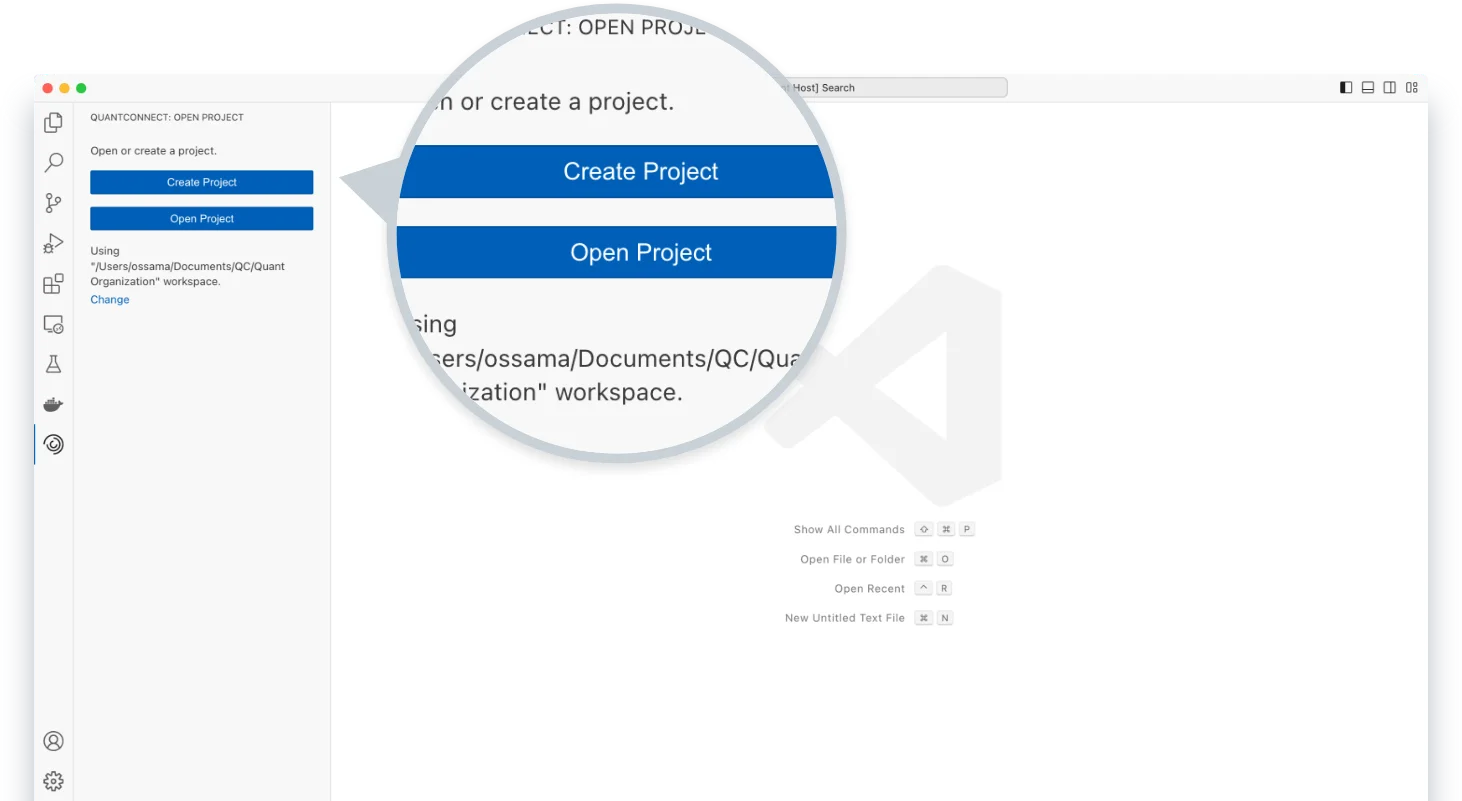 QUANTCONNECT: OPEN PROJECT
Open or create a project.
Create Project
Open Project
Using
"/Users/ossama/Documents/QC/Quant
Organization" workspace.
Change
ECT: OPEN PROJE
n or create a project.
Create Project
Open Project
sing
sers/ossama/Documents/QC/Qua
ization" workspace.
Host] Search
Show All Commands ⇧ ⌘ P
Open File or Folder ⌘ O
Open Recent ^ R
New Untitled Text File ⌘ N